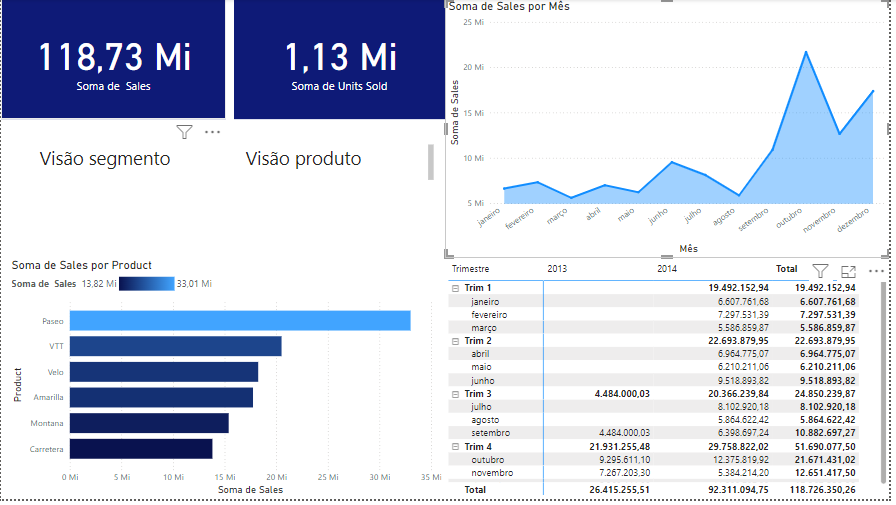 118,73 Mi
Soma de  Sales
1,13 Mi
Soma de Units Sold
Visão segmento
Visão produto
Soma de Sales por Mês
25 Mi
20 Mi
15 Mi
10 Mi
5 Mi
Soma de Sales
janeiro
fevereiro
março
abril
maio
junho
julho
agosto
setembro
outubro
novembro
dezembro
Mês
Soma de Sales por Product
Soma de Sales 13,82 Mi 33,01 Mi
Product
Paseo
VTT
Velo
Amarilla
Montana
Carretera
0 Mi 5 Mi 10 Mi 15 Mi 20 Mi 25 Mi 30 Mi 35 Mi
Soma de Sales
Trimestre 2013 2014 Total
Trim 1 19.492.152,94 19.492.152,94
janeiro 6.607.761,68 6.607.761,68
fevereiro 7.297.531,39 7.297.531,39
março 5.586.859,87 5.586.859,87
Trim 2 22.693.879,95 22.693.879,95
abril 6.964.775,07 6.964.775,07
maio 6.210.211,06 6.210.211,06
junho 9.518.893,82 9.518.893,82
Trim 3 4.484.000,03 20.366.239,84 24.850.239,87
julho 8.102.920,18 8.102.920,18
agosto 5.864.622,42 5.864.622,42
setembro 4.484.000,03 6.398.697,24 10.882.697,27
Trim 4 21.931.255,48 29.758.822,02 51.690.077,50
outubro 9.295.611,10 12.375.819,92 21.671.431,02
novembro 7.267.203,30 5.384.214,20 12.651.417,50
Total 26.415.255,51 92.311.094,75 118.726.350,26